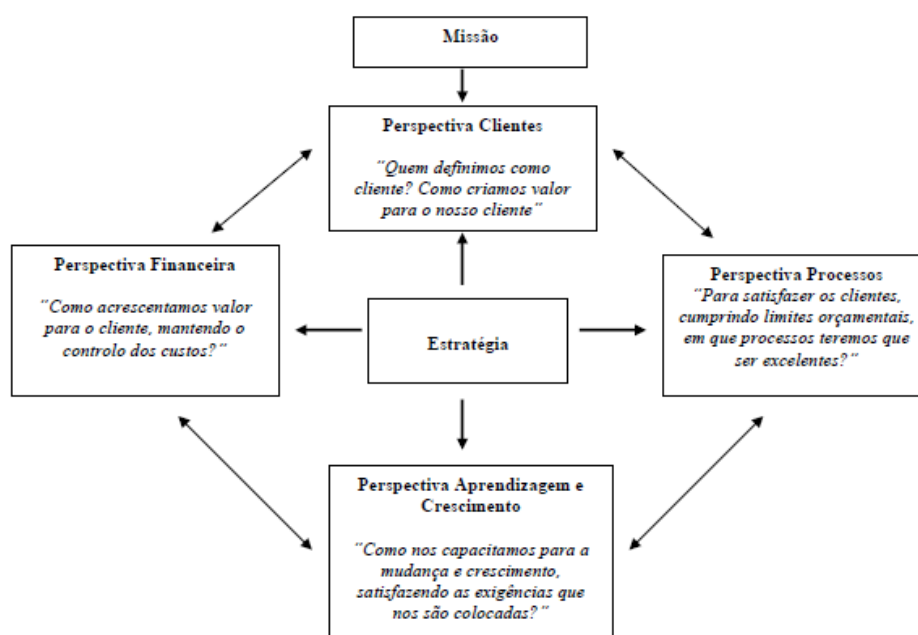 Missão
Perspectiva Clientes
"Quem definimos como
cliente? Como criamos valor
para o nosso cliente"
Perspectiva Financeira
"Como acrescentamos valor
para o cliente, mantendo o
controlo dos custos?"
Estratégia
Perspectiva Processos
"Para satisfazer os clientes,
cumprindo limites orçamentais,
em que processos teremos que
ser excelentes?"
Perspectiva Aprendizagem e
Crescimento
"Como nos capacitamos para a
mudança e crescimento,
satisfazendo as exigências que
nos são colocadas?"